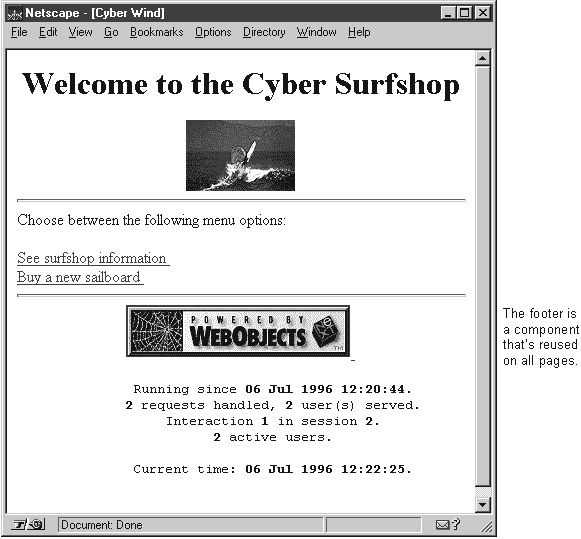 Netscape - [Cyber Wind]
File Edit View Go Bookmarks Options Directory Window Help
Welcome to the Cyber Surfshop
Choose between the following menu options:
See surfshop information
Buy a new sailboard
POWERED BY
WEBOBJECTS
TM
The footer is
a component
that's reused
on all pages.
Running since 06 Jul 1996 12:20:44.
2 requests handled, 2 user(s) served.
Interaction 1 in session 2.
2 active users.
Current time: 06 Jul 1996 12:22:25.
Document: Done
?